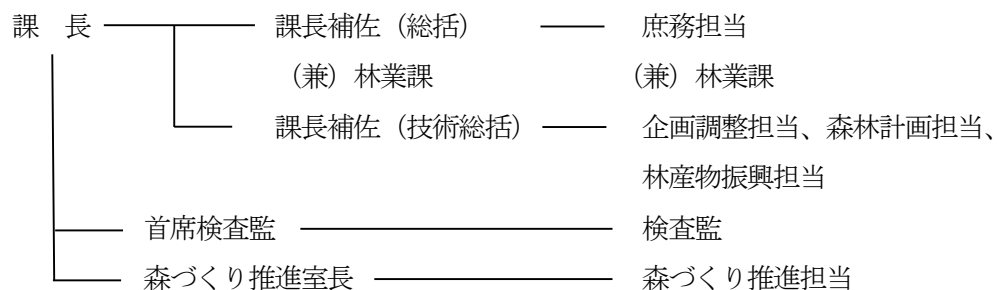 課　長　課長補佐（総括）　庶務担当
（兼）林業課　（兼）林業課
課長補佐（技術総括）　企画調整担当、森林計画担当、
林産物振興担当
首席検査監　検査監
森づくり推進室長　森づくり推進担当